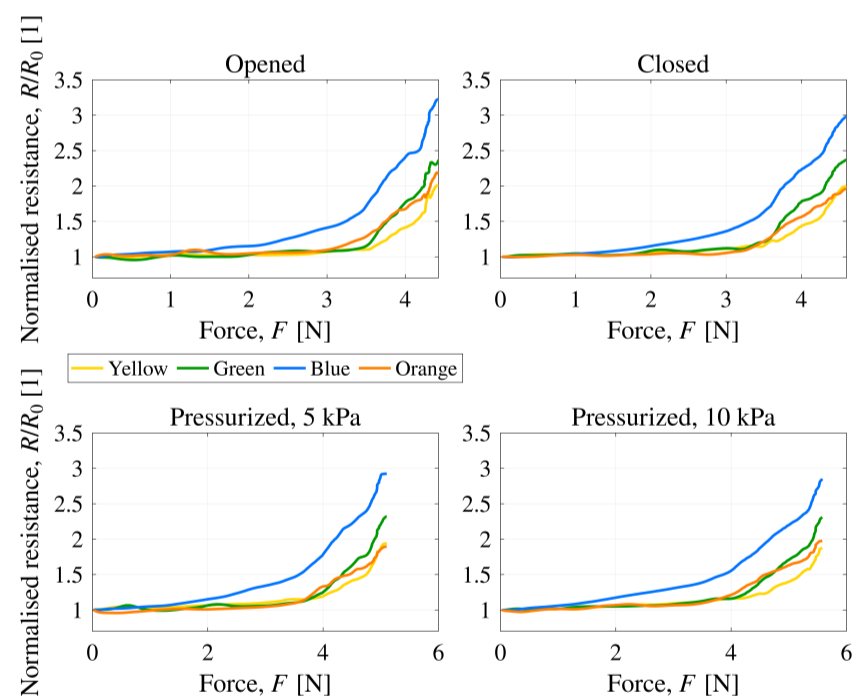 Opened
Normalised resistance, R/R₀ [1]
3.5
3
2.5
2
1.5
1
0 1 2 3 4
Force, F [N]
Closed
3.5
3
2.5
2
1.5
1
0 1 2 3 4
Force, F [N]
Yellow Green Blue Orange
Pressurized, 5 kPa
Normalised resistance, R/R₀ [1]
3.5
3
2.5
2
1.5
1
0 2 4 6
Force, F [N]
Pressurized, 10 kPa
3.5
3
2.5
2
1.5
1
0 2 4 6
Force, F [N]